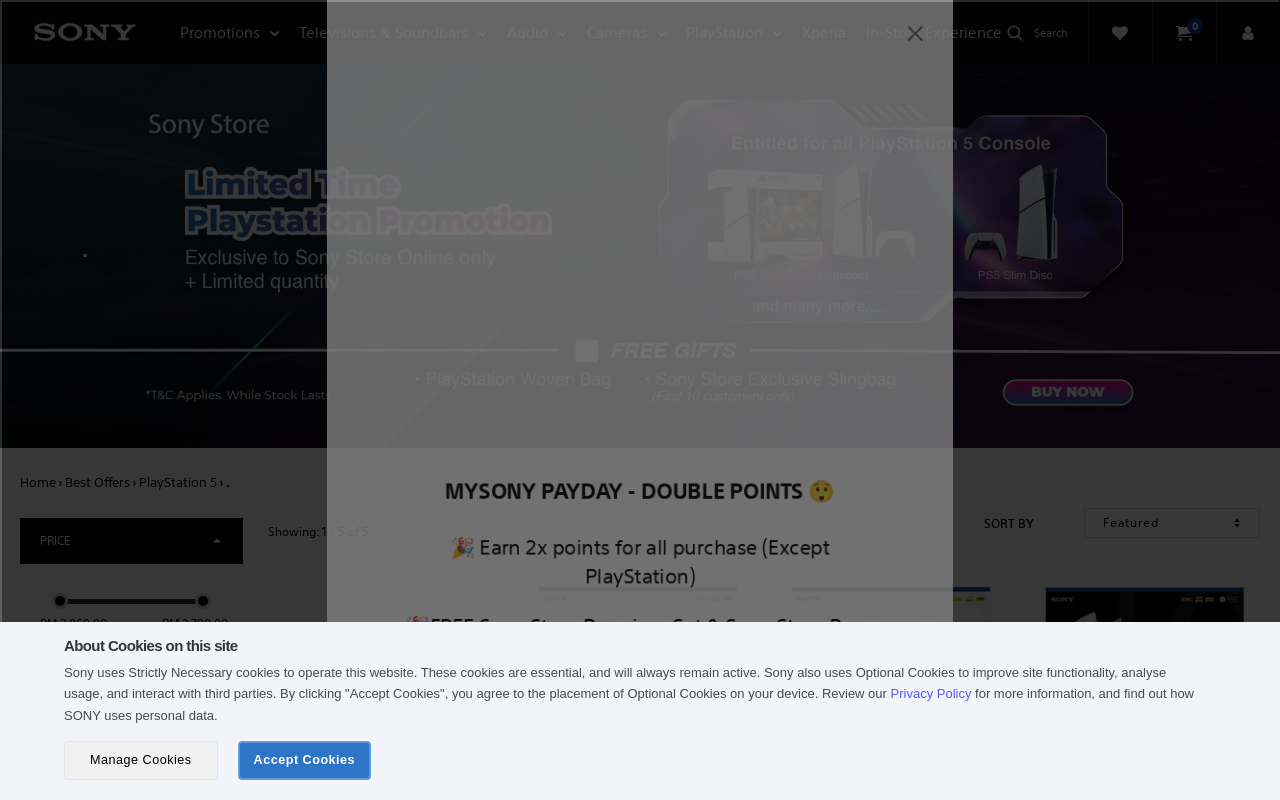 SONY
Promotions
Televisions & Soundbars
Audio
Cameras
PlayStation
Xperia
In-Store Experience
Search
0
Sony Store
Limited Time
Playstation Promotion
Exclusive to Sony Store Online only
+ Limited quantity
*T&C Applies. While Stock Lasts
Entitled for all PlayStation 5 Console
PS5 Slim Disc
and many more.....
FREE GIFTS
• PlayStation Woven Bag
• Sony Store Exclusive Slingbag
(First 10 customers only)
BUY NOW
Home › Best Offers › PlayStation 5 › .
PRICE
Showing: 1 - 5 of 5
SORT BY
Featured
MYSONY PAYDAY - DOUBLE POINTS 😲
🎉 Earn 2x points for all purchase (Except
PlayStation)
SONY
About Cookies on this site
Sony uses Strictly Necessary cookies to operate this website. These cookies are essential, and will always remain active. Sony also uses Optional Cookies to improve site functionality, analyse
usage, and interact with third parties. By clicking "Accept Cookies", you agree to the placement of Optional Cookies on your device. Review our Privacy Policy for more information, and find out how
SONY uses personal data.
Manage Cookies
Accept Cookies